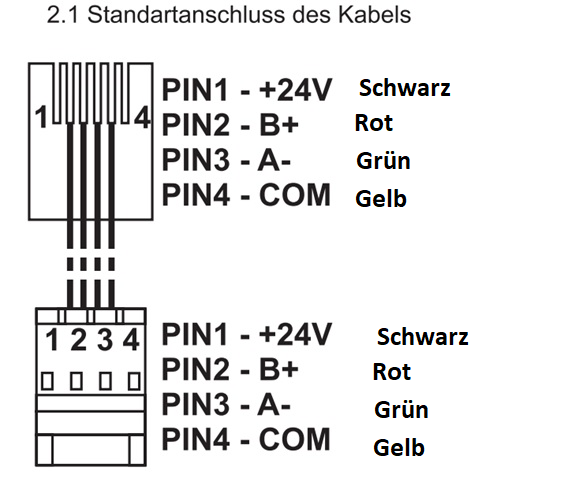 2.1 Standartanschluss des Kabels
1 4
PIN1 - +24V Schwarz
PIN2 - B+ Rot
PIN3 - A- Grün
PIN4 - COM Gelb
1 2 3 4
PIN1 - +24V Schwarz
PIN2 - B+ Rot
PIN3 - A- Grün
PIN4 - COM Gelb